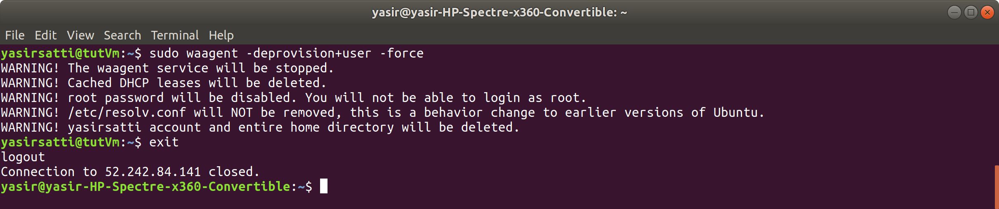 yasir@yasir-HP-Spectre-x360-Convertible: ~
File Edit View Search Terminal Help
yasirsatti@tutVm:~$ sudo waagent -deprovision+user -force
WARNING! The waagent service will be stopped.
WARNING! Cached DHCP leases will be deleted.
WARNING! root password will be disabled. You will not be able to login as root.
WARNING! /etc/resolv.conf will NOT be removed, this is a behavior change to earlier versions of Ubuntu.
WARNING! yasirsatti account and entire home directory will be deleted.
yasirsatti@tutVm:~$ exit
logout
Connection to 52.242.84.141 closed.
yasir@yasir-HP-Spectre-x360-Convertible:~$